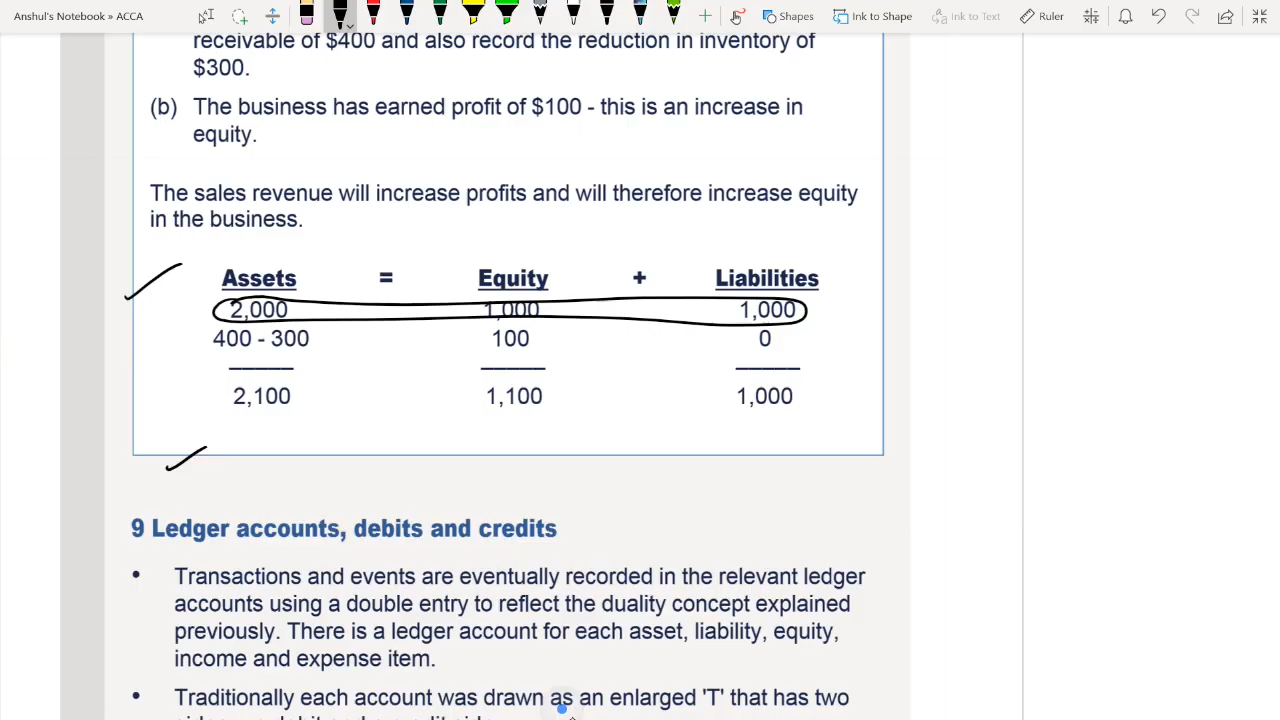 Anshul's Notebook » ACCA
Shapes
Ink to Shape
Ink to Text
Ruler
receivable of $400 and also record the reduction in inventory of
$300.
(b) The business has earned profit of $100 - this is an increase in
equity.
The sales revenue will increase profits and will therefore increase equity
in the business.
Assets = Equity + Liabilities
2,000 1,000 1,000
400 - 300 100 0
2,100 1,100 1,000
9 Ledger accounts, debits and credits
• Transactions and events are eventually recorded in the relevant ledger
accounts using a double entry to reflect the duality concept explained
previously. There is a ledger account for each asset, liability, equity,
income and expense item.
• Traditionally each account was drawn as an enlarged 'T' that has two